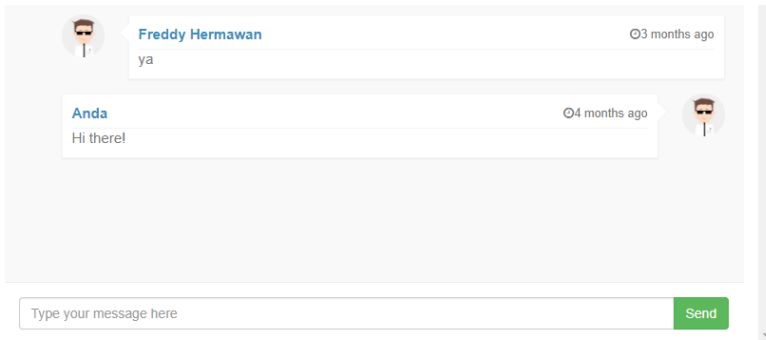 Freddy Hermawan 3 months ago
ya
Anda 4 months ago
Hi there!
Type your message here Send